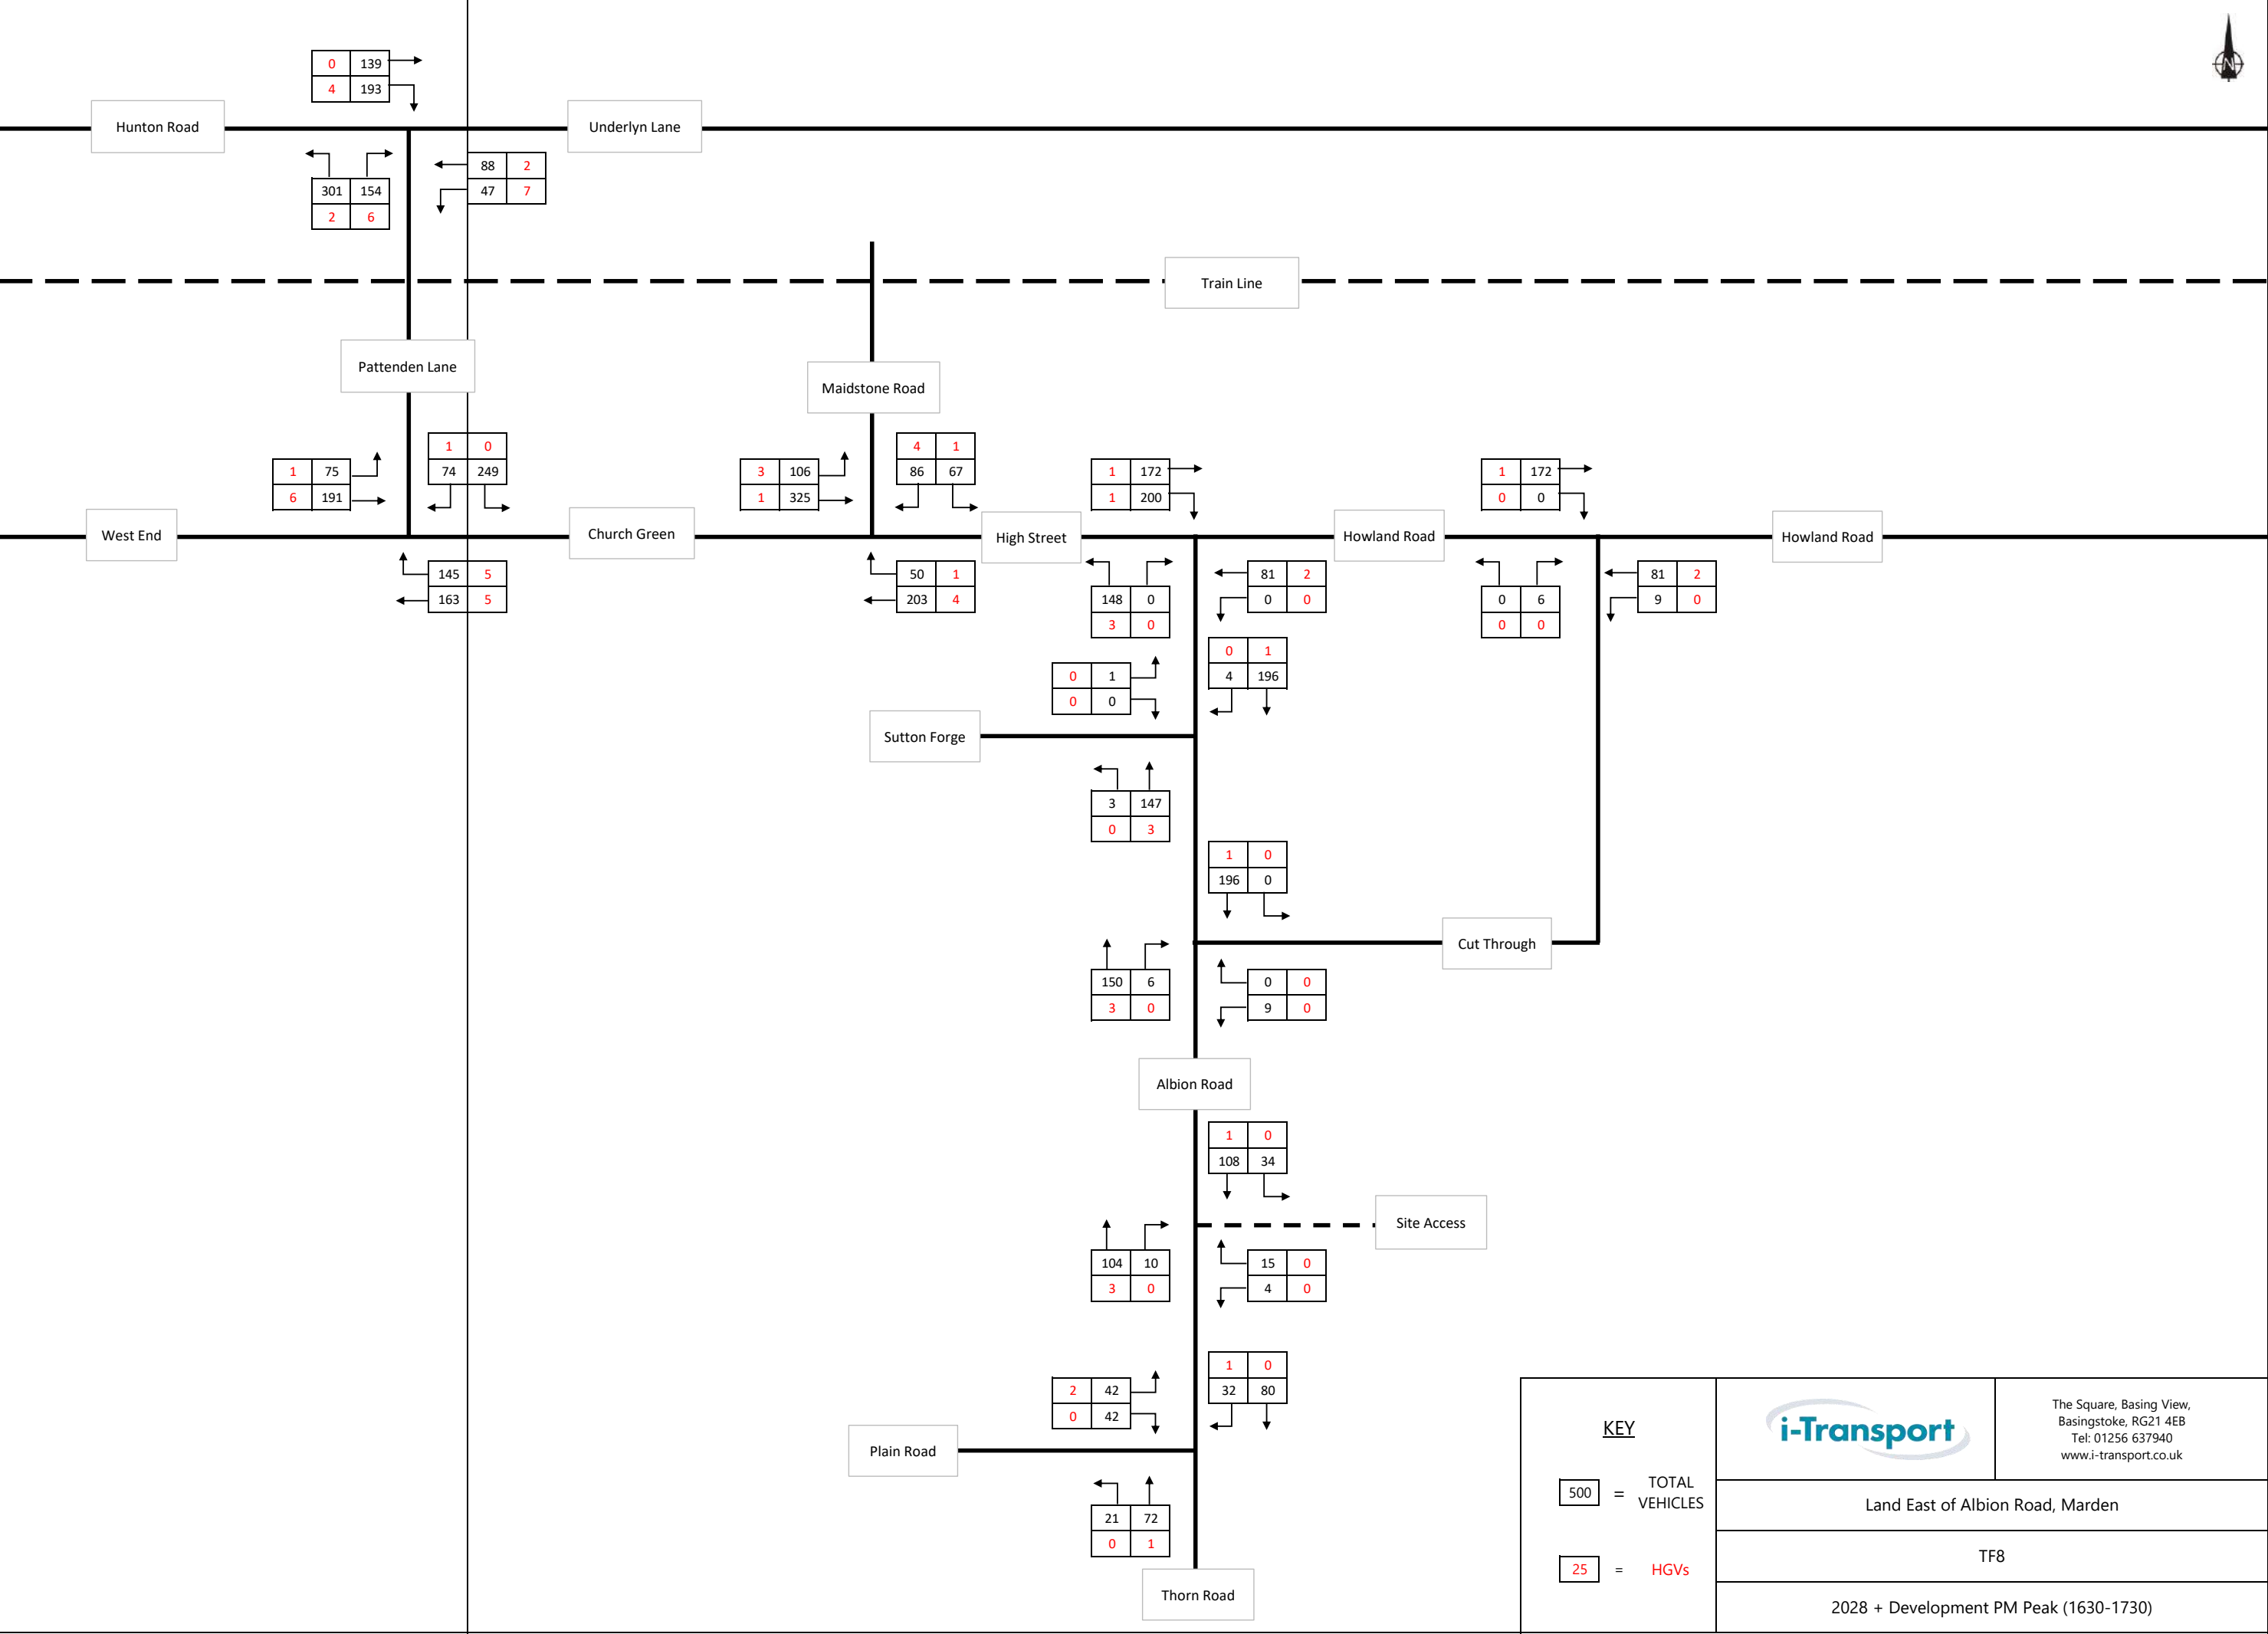 0 139
4 193
N
Hunton Road
Underlyn Lane
88 2
301 154
47 7
2 6
Train Line
Pattenden Lane
Maidstone Road
1 0
74 249
4 1
86 67
1 75
6 191
3 106
1 325
1 172
1 200
1 172
0 0
West End
Church Green
High Street
Howland Road
Howland Road
145 5
163 5
50 1
203 4
148 0
3 0
81 2
0 0
0 6
0 0
81 2
9 0
0 1
4 196
0 1
0 0
Sutton Forge
3 147
0 3
1 0
196 0
Cut Through
150 6
3 0
0 0
9 0
Albion Road
1 0
108 34
Site Access
104 10
3 0
15 0
4 0
1 0
32 80
2 42
0 42
Plain Road
21 72
0 1
Thorn Road
KEY
500 = TOTAL
VEHICLES
25 = HGVs
i-Transport
The Square, Basing View,
Basingstoke, RG21 4EB
Tel: 01256 637940
www.i-transport.co.uk
Land East of Albion Road, Marden
TF8
2028 + Development PM Peak (1630-1730)